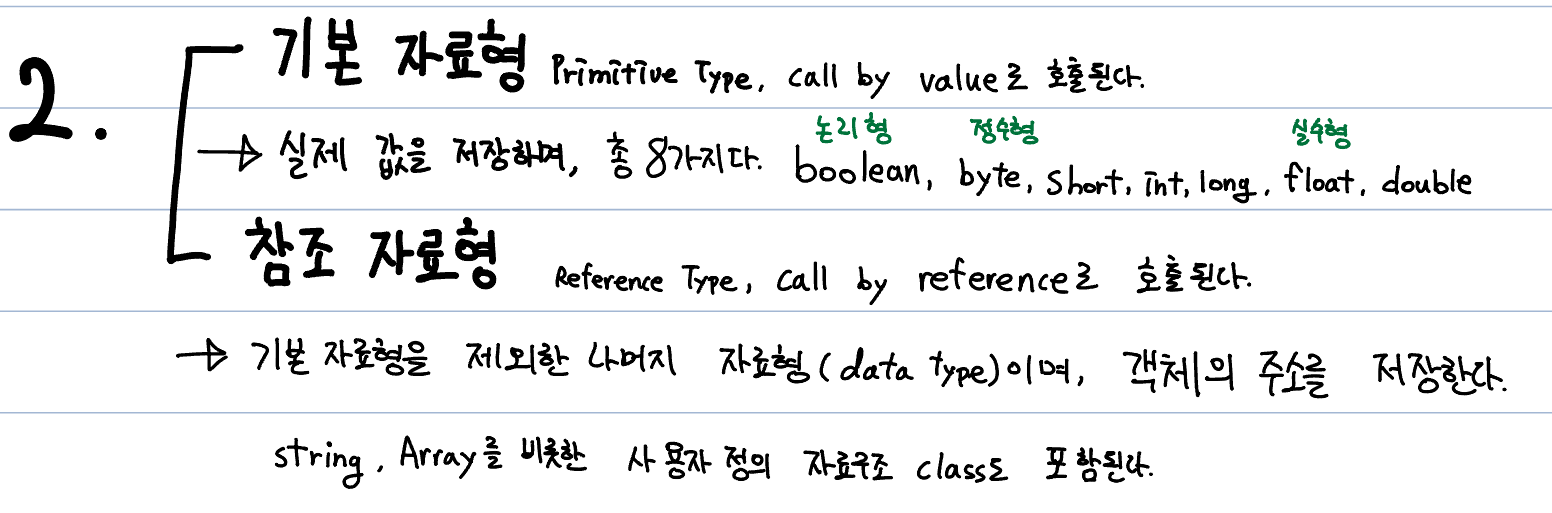 2. 기본 자료형 Primitive Type, call by value로 호출된다.
논리형 정수형 실수형
→ 실제 값을 저장하며, 총 8가지다. boolean, byte, short, int, long, float, double
참조 자료형 Reference Type, call by reference로 호출된다.
→ 기본 자료형을 제외한 나머지 자료형(data type)이며, 객체의 주소를 저장한다.
string, Array를 비롯한 사용자 정의 자료구조 class도 포함된다.